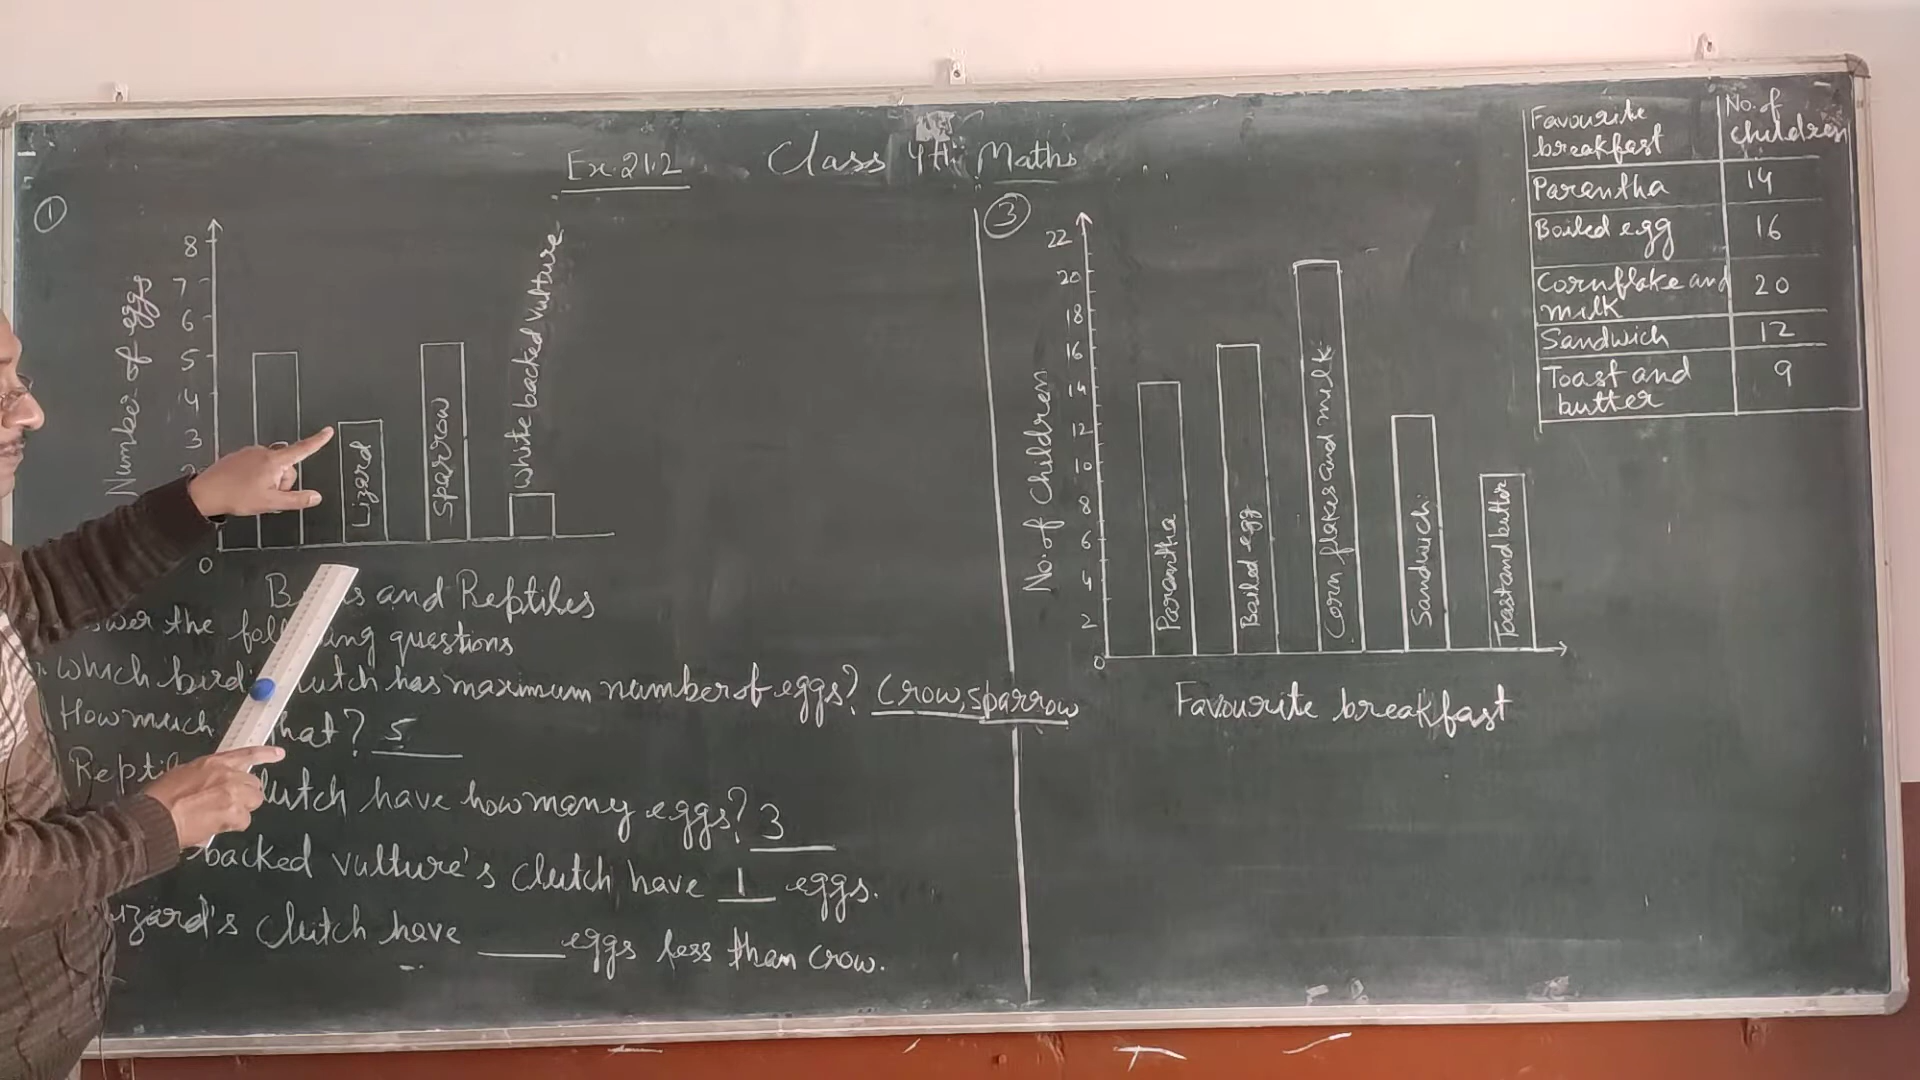 Ex.21.2 Class 4th Maths
①
8
7
6
5
4
3
0
Number of eggs
Lizard
Sparrow
White backed vulture
and Reptiles
the following questions
which bird's clutch has maximum number of eggs? Crow, sparrow
How much that? 5
clutch have how many eggs? 3
backed vulture's clutch have 1 eggs.
clutch have ____ eggs less than crow.
③
22
20
18
16
14
12
10
8
6
4
2
0
No. of children
Parantha
Boiled egg
Corn flakes and milk
Sandwich
Toast and butter
Favourite breakfast
Favourite breakfast No. of children
Parantha 14
Boiled egg 16
Cornflake and milk 20
Sandwich 12
Toast and butter 9